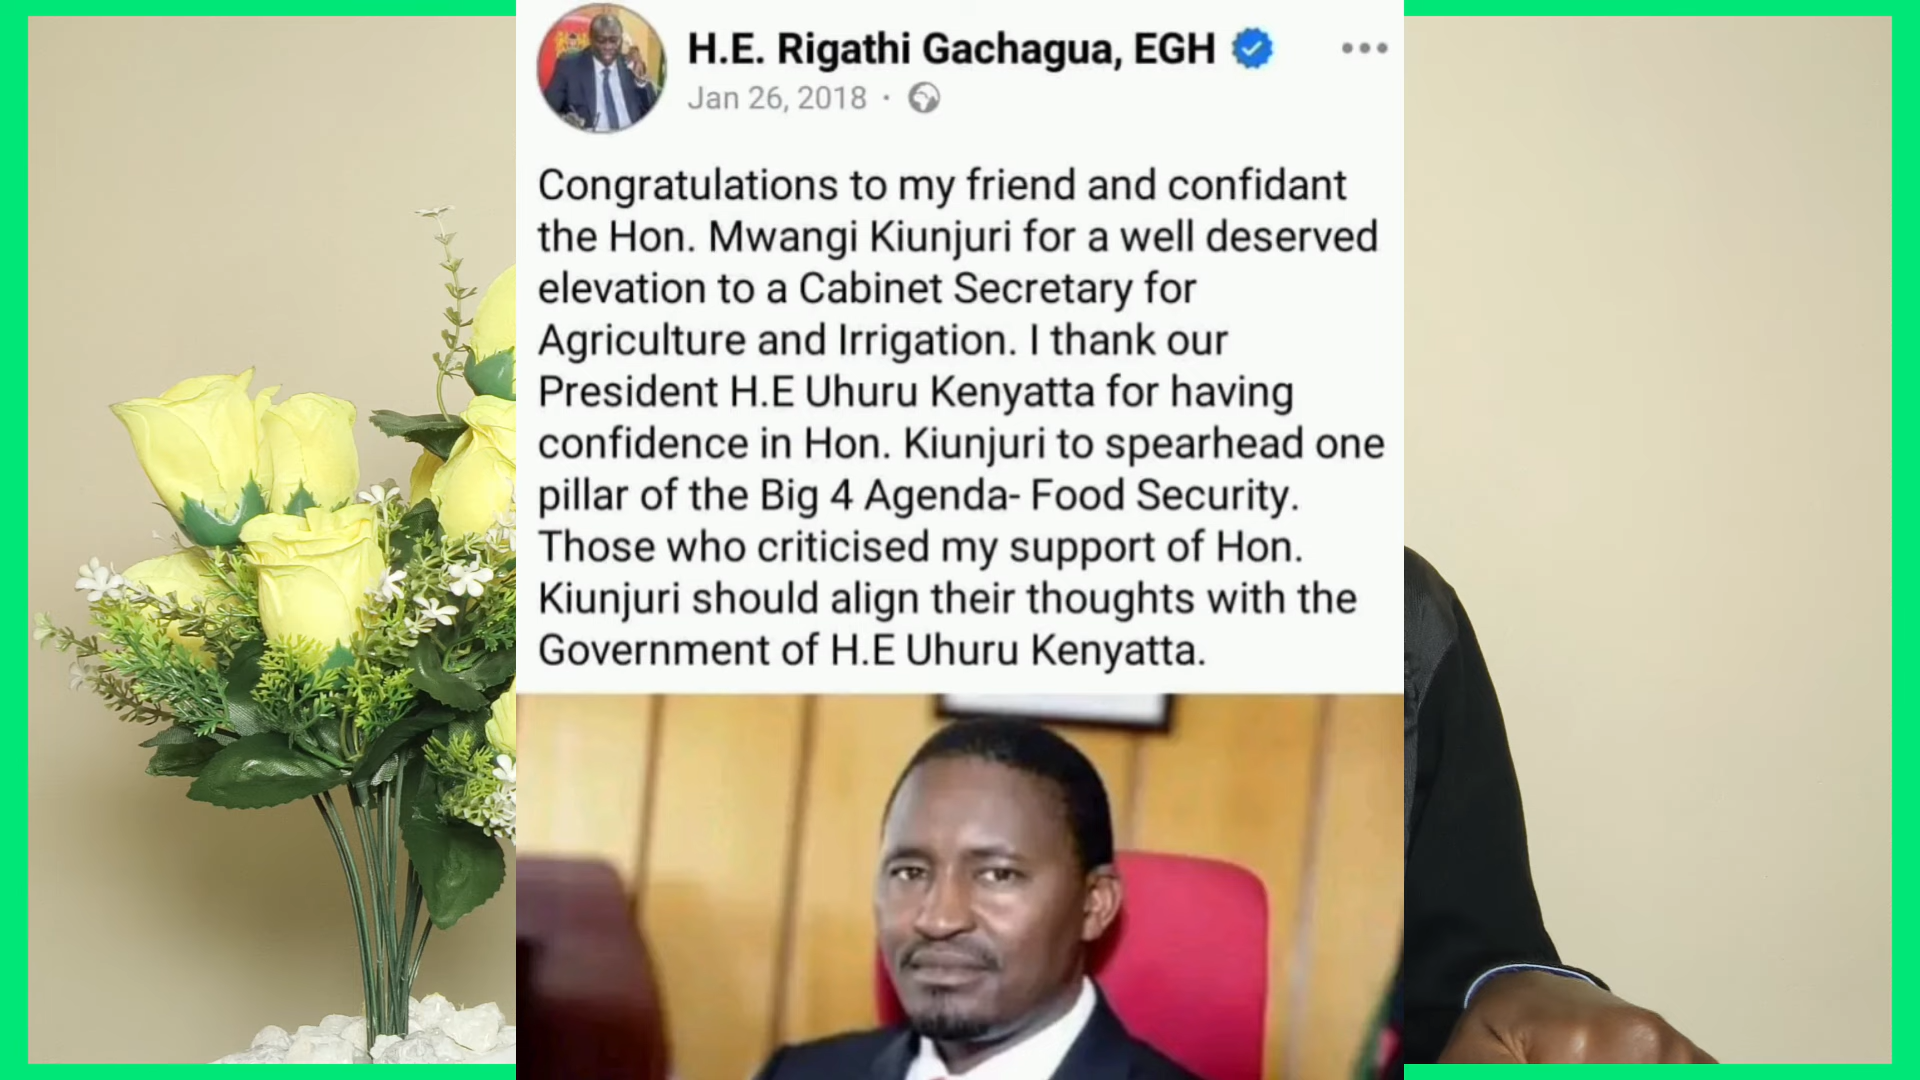 H.E. Rigathi Gachagua, EGH
Jan 26, 2018 ·
Congratulations to my friend and confidant
the Hon. Mwangi Kiunjuri for a well deserved
elevation to a Cabinet Secretary for
Agriculture and Irrigation. I thank our
President H.E Uhuru Kenyatta for having
confidence in Hon. Kiunjuri to spearhead one
pillar of the Big 4 Agenda- Food Security.
Those who criticised my support of Hon.
Kiunjuri should align their thoughts with the
Government of H.E Uhuru Kenyatta.